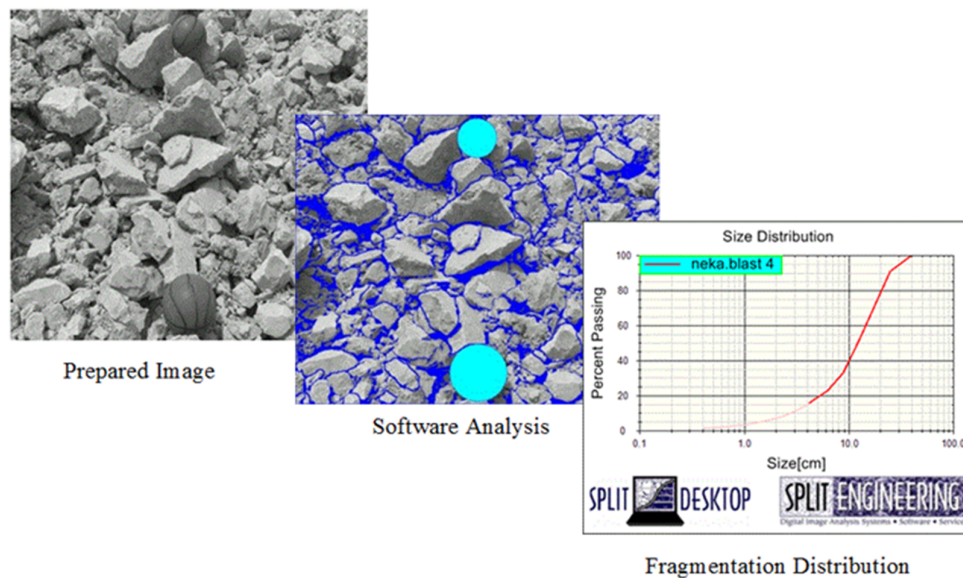 Prepared Image
Software Analysis
Size Distribution
neka.blast 4
Percent Passing
100
80
60
40
20
0
0.1
1.0
10.0
100.0
Size[cm]
SPLIT DESKTOP
SPLIT ENGINEERING
Digital Image Analysis Systems • Software • Service
Fragmentation Distribution